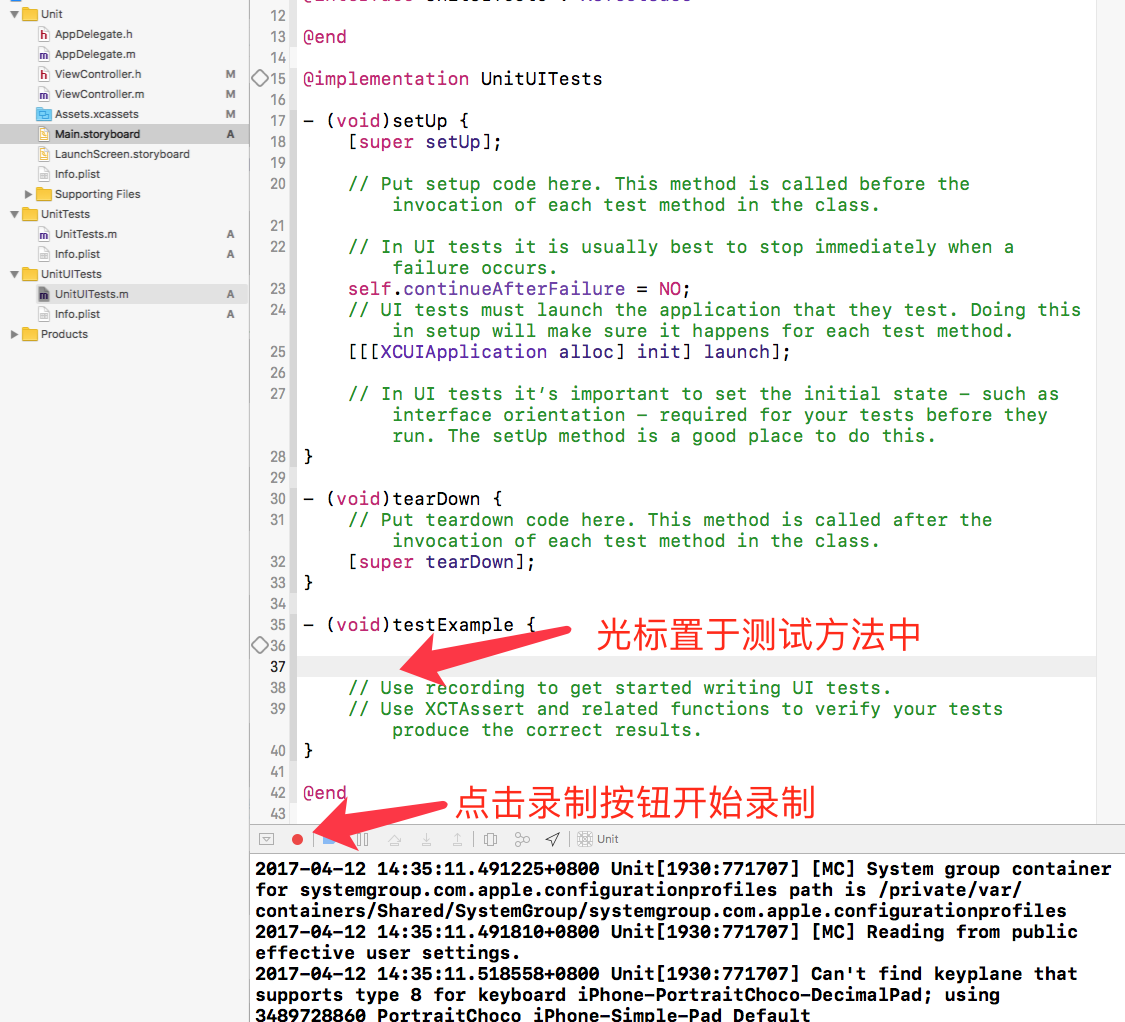 Unit
AppDelegate.h
AppDelegate.m
ViewController.h M
ViewController.m M
Assets.xcassets M
Main.storyboard A
LaunchScreen.storyboard
Info.plist
Supporting Files
UnitTests
UnitTests.m A
Info.plist A
UnitUITests
UnitUITests.m A
Info.plist A
Products
12
13 @end
14
15 @implementation UnitUITests
16
17 - (void)setUp {
18 [super setUp];
19
20 // Put setup code here. This method is called before the
invocation of each test method in the class.
21
22 // In UI tests it is usually best to stop immediately when a
failure occurs.
23 self.continueAfterFailure = NO;
24 // UI tests must launch the application that they test. Doing this
in setup will make sure it happens for each test method.
25 [[[XCUIApplication alloc] init] launch];
26
27 // In UI tests it’s important to set the initial state - such as
interface orientation - required for your tests before they
run. The setUp method is a good place to do this.
28 }
29
30 - (void)tearDown {
31 // Put teardown code here. This method is called after the
invocation of each test method in the class.
32 [super tearDown];
33 }
34
35 - (void)testExample {
36
光标置于测试方法中
37
38 // Use recording to get started writing UI tests.
39 // Use XCTAssert and related functions to verify your tests
produce the correct results.
40 }
41
42 @end
点击录制按钮开始录制
43
Unit
2017-04-12 14:35:11.491225+0800 Unit[1930:771707] [MC] System group container
for systemgroup.com.apple.configurationprofiles path is /private/var/
containers/Shared/SystemGroup/systemgroup.com.apple.configurationprofiles
2017-04-12 14:35:11.491810+0800 Unit[1930:771707] [MC] Reading from public
effective user settings.
2017-04-12 14:35:11.518558+0800 Unit[1930:771707] Can't find keyplane that
supports type 8 for keyboard iPhone-PortraitChoco-DecimalPad; using
3489728860_PortraitChoco_iPhone-Simple-Pad_Default